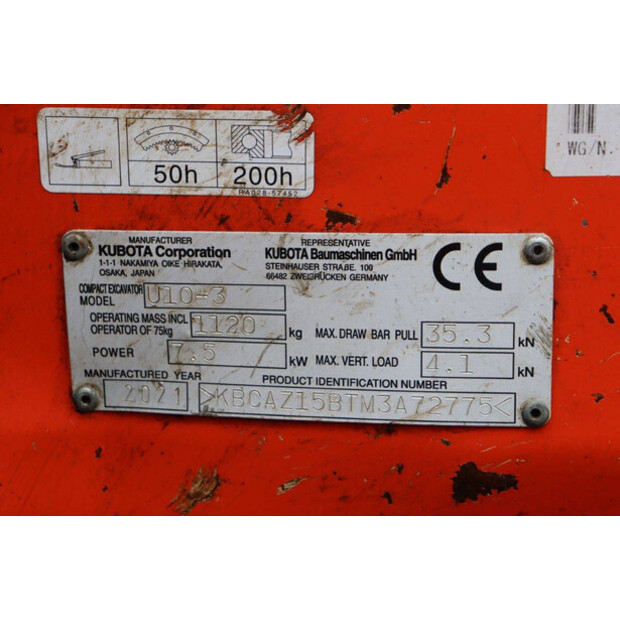 50h
200h
RA028-57452
WG/N.
MANUFACTURER
KUBOTA Corporation
1-1-1 NAKAMIYA OIKE HIRAKATA,
OSAKA, JAPAN
REPRESENTATIVE
KUBOTA Baumaschinen GmbH
STEINHAUSER STRAßE. 100
66482 ZWEIBRÜCKEN GERMANY
CE
COMPACT EXCAVATOR
MODEL U10-3
OPERATING MASS INCL
OPERATOR OF 75kg 1120 kg
MAX. DRAW BAR PULL 35.3 kN
POWER 7.5 kW
MAX. VERT. LOAD 4.1 kN
MANUFACTURED YEAR
2021
PRODUCT IDENTIFICATION NUMBER
>KBCAZ15BTM3A72775<